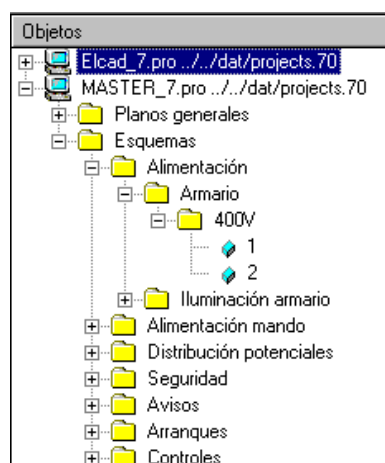 Objetos
Elcad_7.pro ../../dat/projects.70
MASTER_7.pro ../../dat/projects.70
Planos generales
Esquemas
Alimentación
Armario
400V
1
2
Iluminación armario
Alimentación mando
Distribución potenciales
Seguridad
Avisos
Arranques
Controles